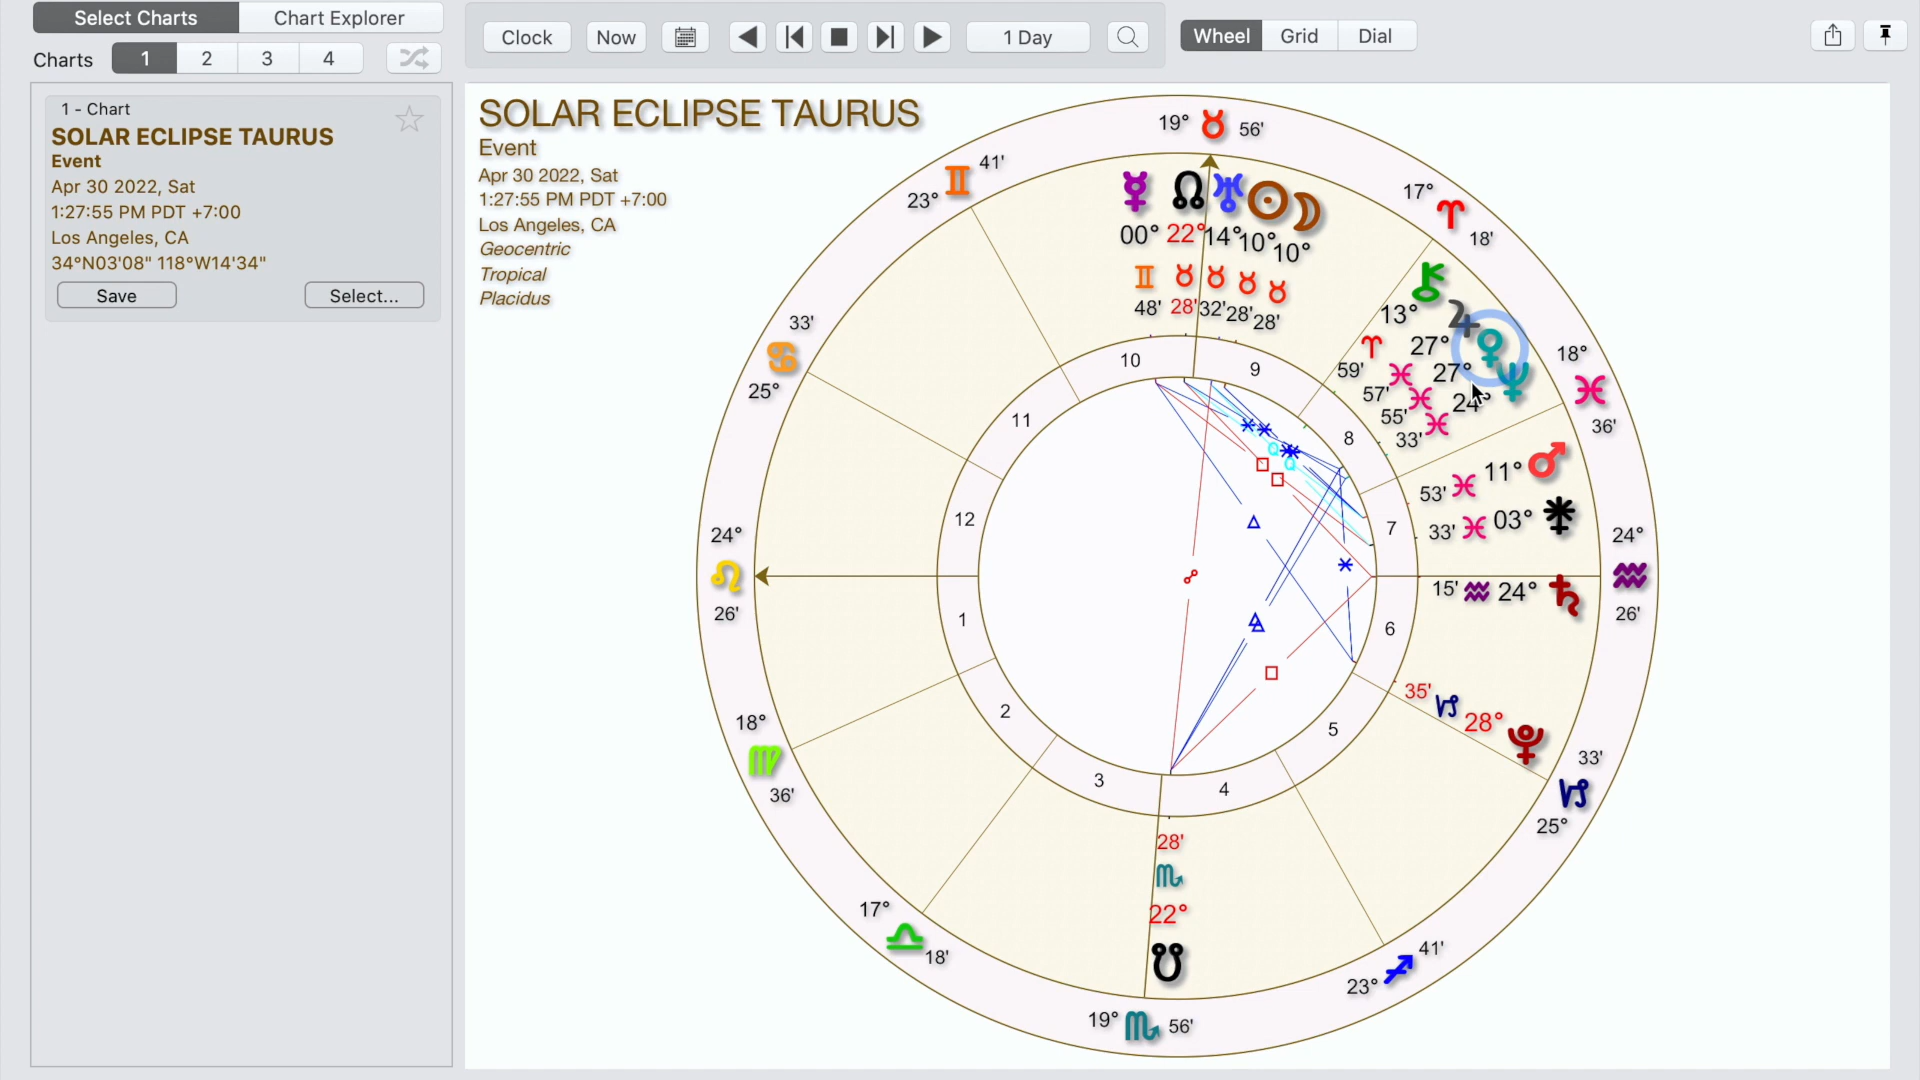 Select Charts
Chart Explorer
Charts
1
2
3
4
Clock
Now
1 Day
Wheel
Grid
Dial
1 - Chart
SOLAR ECLIPSE TAURUS
Event
Apr 30 2022, Sat
1:27:55 PM PDT +7:00
Los Angeles, CA
34°N03'08" 118°W14'34"
Save
Select...
SOLAR ECLIPSE TAURUS
Event
Apr 30 2022, Sat
1:27:55 PM PDT +7:00
Los Angeles, CA
Geocentric
Tropical
Placidus
19° ♉ 56'
23° ♊ 41'
17° ♈ 18'
33' ♋ 25°
18° ♓ 36'
24° ♌ 26'
24° ♒ 26'
18° ♍ 36'
33' ♑ 25°
17° ♎ 18'
23° ♐ 41'
19° ♏ 56'
☿ 00° ♊ 48'
☊ 22° ♉ 28'
♅ 14° ♉ 32'
☉ 10° ♉ 28'
☽ 10° ♉ 28'
⚷ 13° ♈ 59'
♃ 27° ♓ 57'
♀ 27° ♓ 55'
♆ 24° ♓ 33'
53' ♓ 11° ♂
33' ♓ 03° ⚵
15' ♒ 24° ♄
35' ♑ 28° ♇
28' ♏ 22° ☋
10
9
11
8
12
7
1
6
2
5
3
4